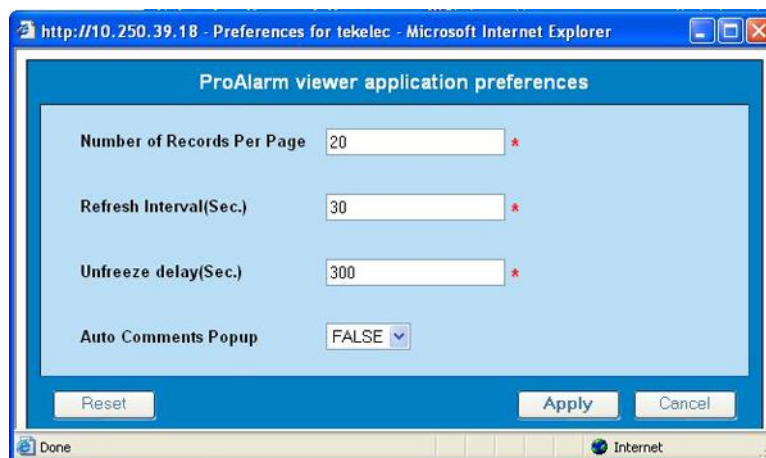 http://10.250.39.18 - Preferences for tekelec - Microsoft Internet Explorer
ProAlarm viewer application preferences
Number of Records Per Page 20 *
Refresh Interval(Sec.) 30 *
Unfreeze delay(Sec.) 300 *
Auto Comments Popup FALSE
Reset Apply Cancel
Done Internet